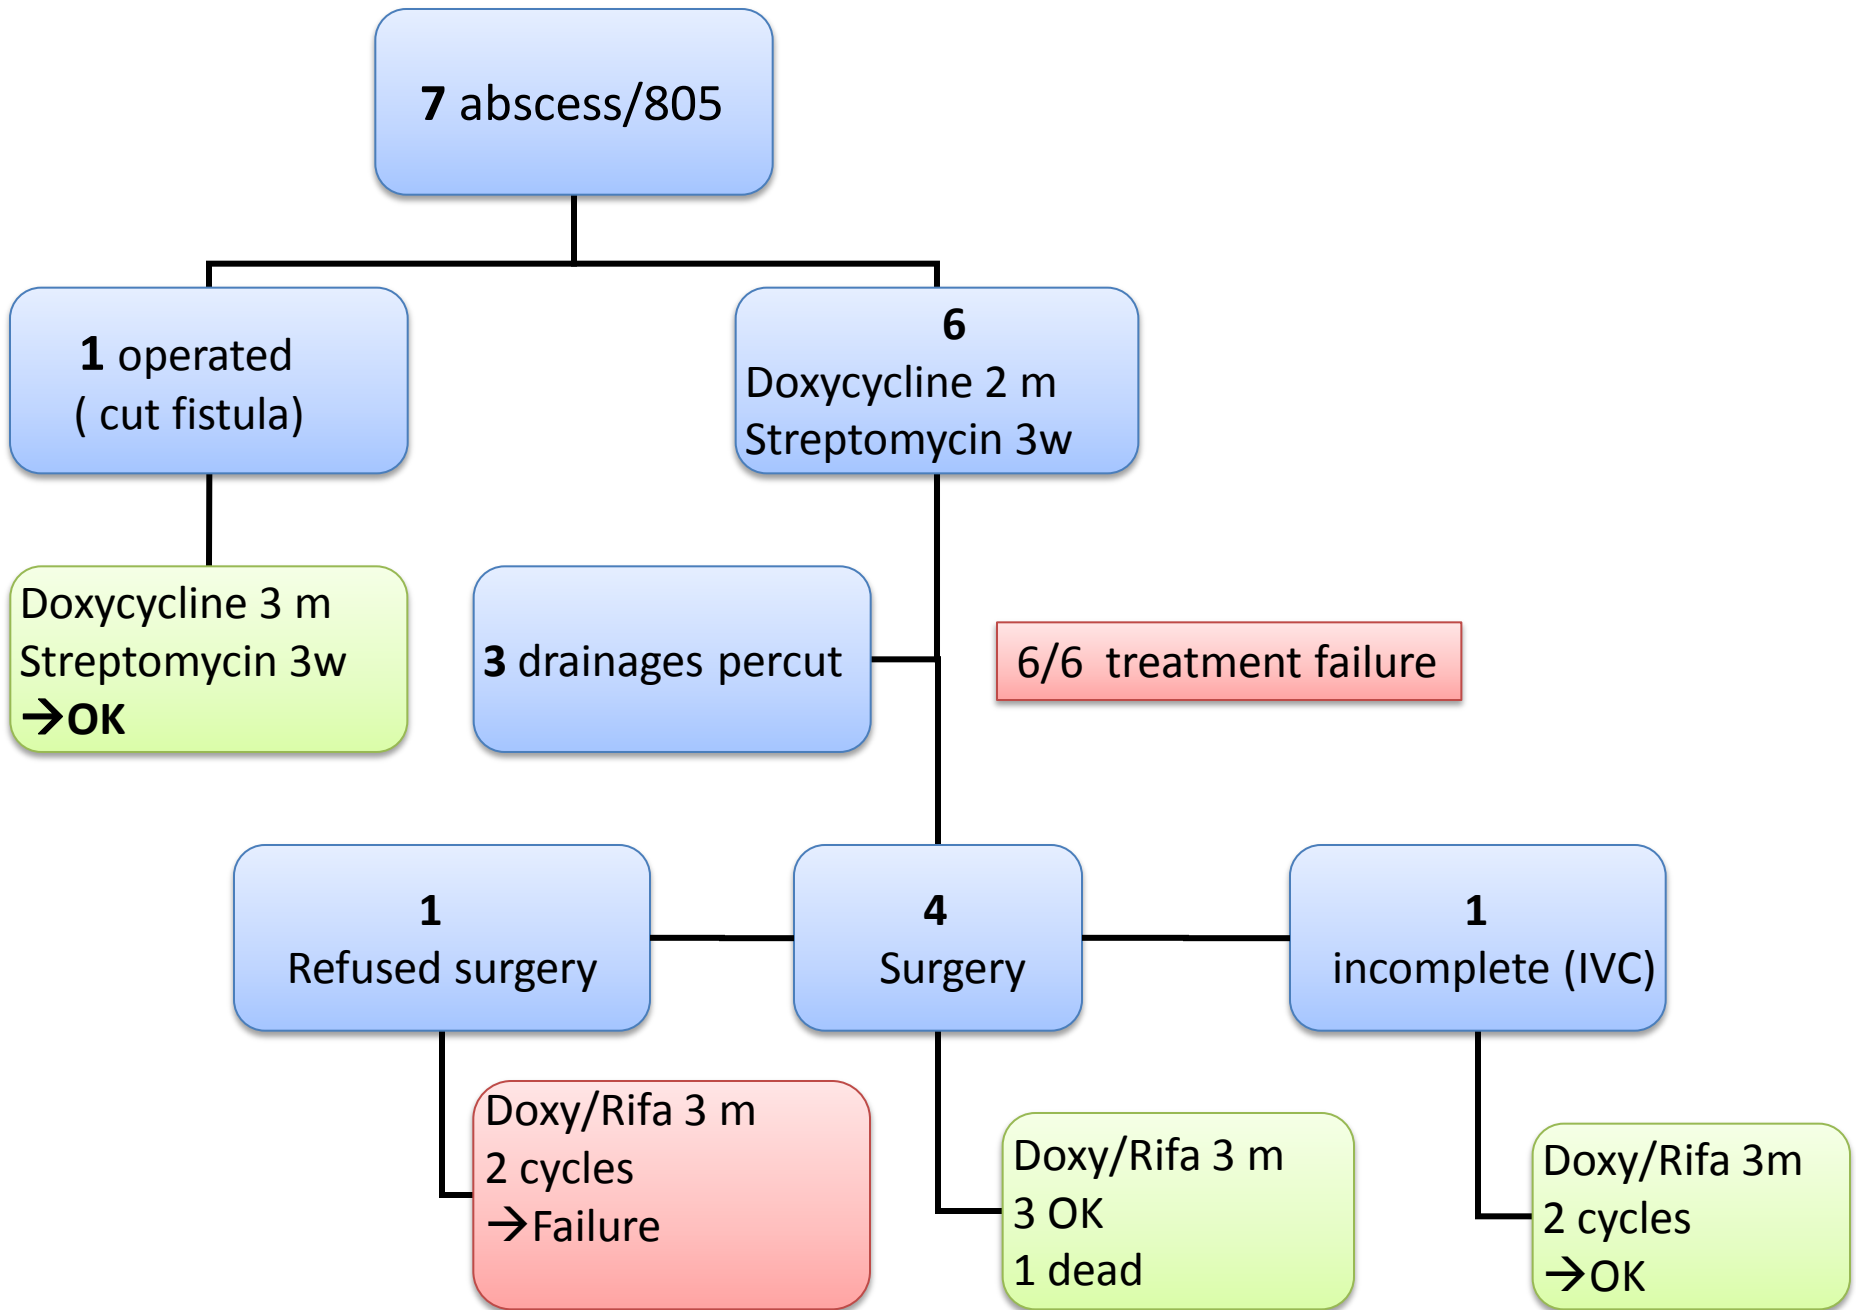 7 abscess/805
1 operated
( cut fistula)
6
Doxycycline 2 m
Streptomycin 3w
Doxycycline 3 m
Streptomycin 3w
→OK
3 drainages percut
6/6 treatment failure
1
Refused surgery
4
Surgery
1
incomplete (IVC)
Doxy/Rifa 3 m
2 cycles
→Failure
Doxy/Rifa 3 m
3 OK
1 dead
Doxy/Rifa 3m
2 cycles
→OK